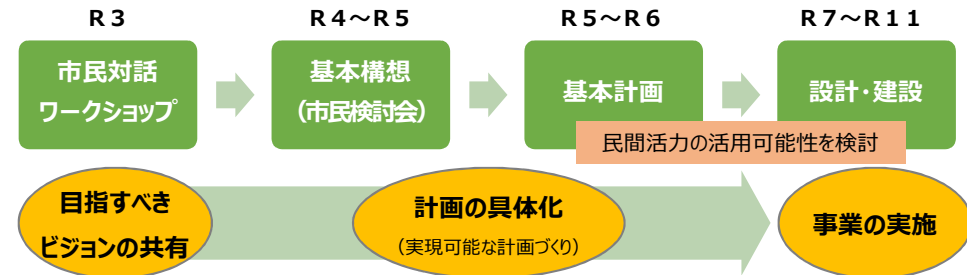 R3
R4～R5
R5～R6
R7～R11
市民対話
ワークショップ
基本構想
（市民検討会）
基本計画
設計・建設
民間活力の活用可能性を検討
目指すべき
ビジョンの共有
計画の具体化
（実現可能な計画づくり）
事業の実施